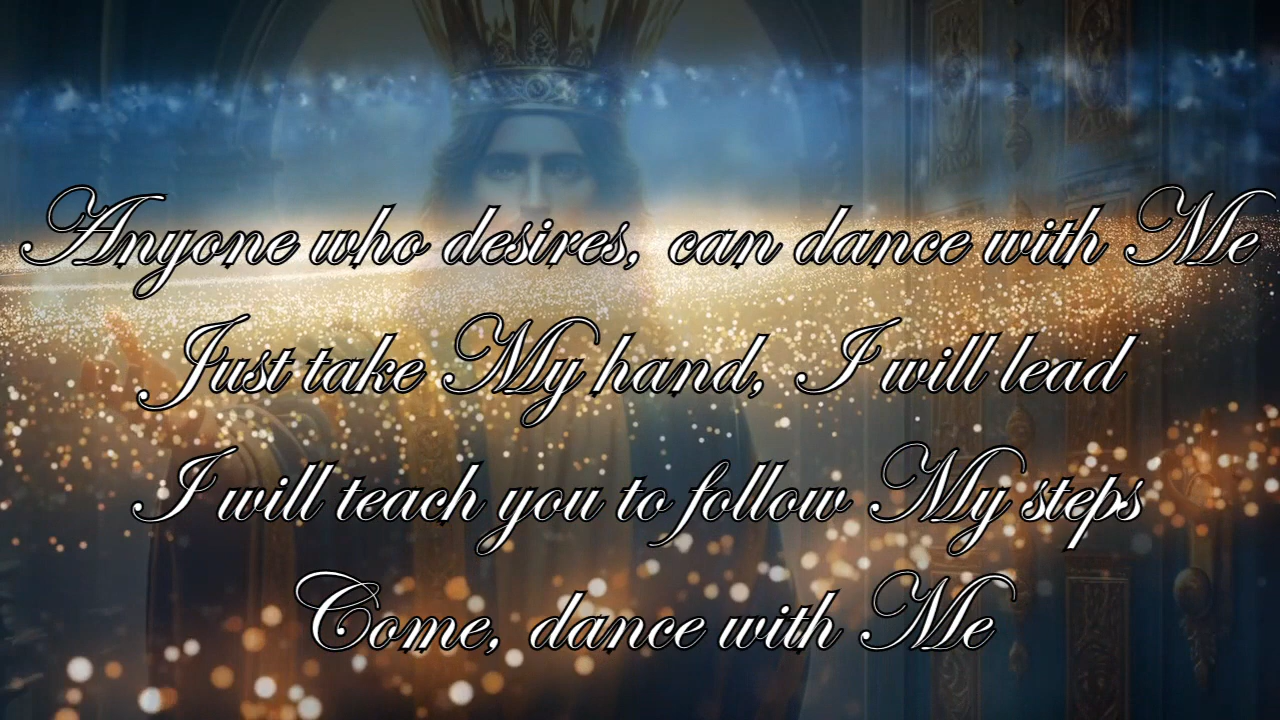 Anyone who desires, can dance with Me
Just take My hand, I will lead
I will teach you to follow My steps
Come, dance with Me